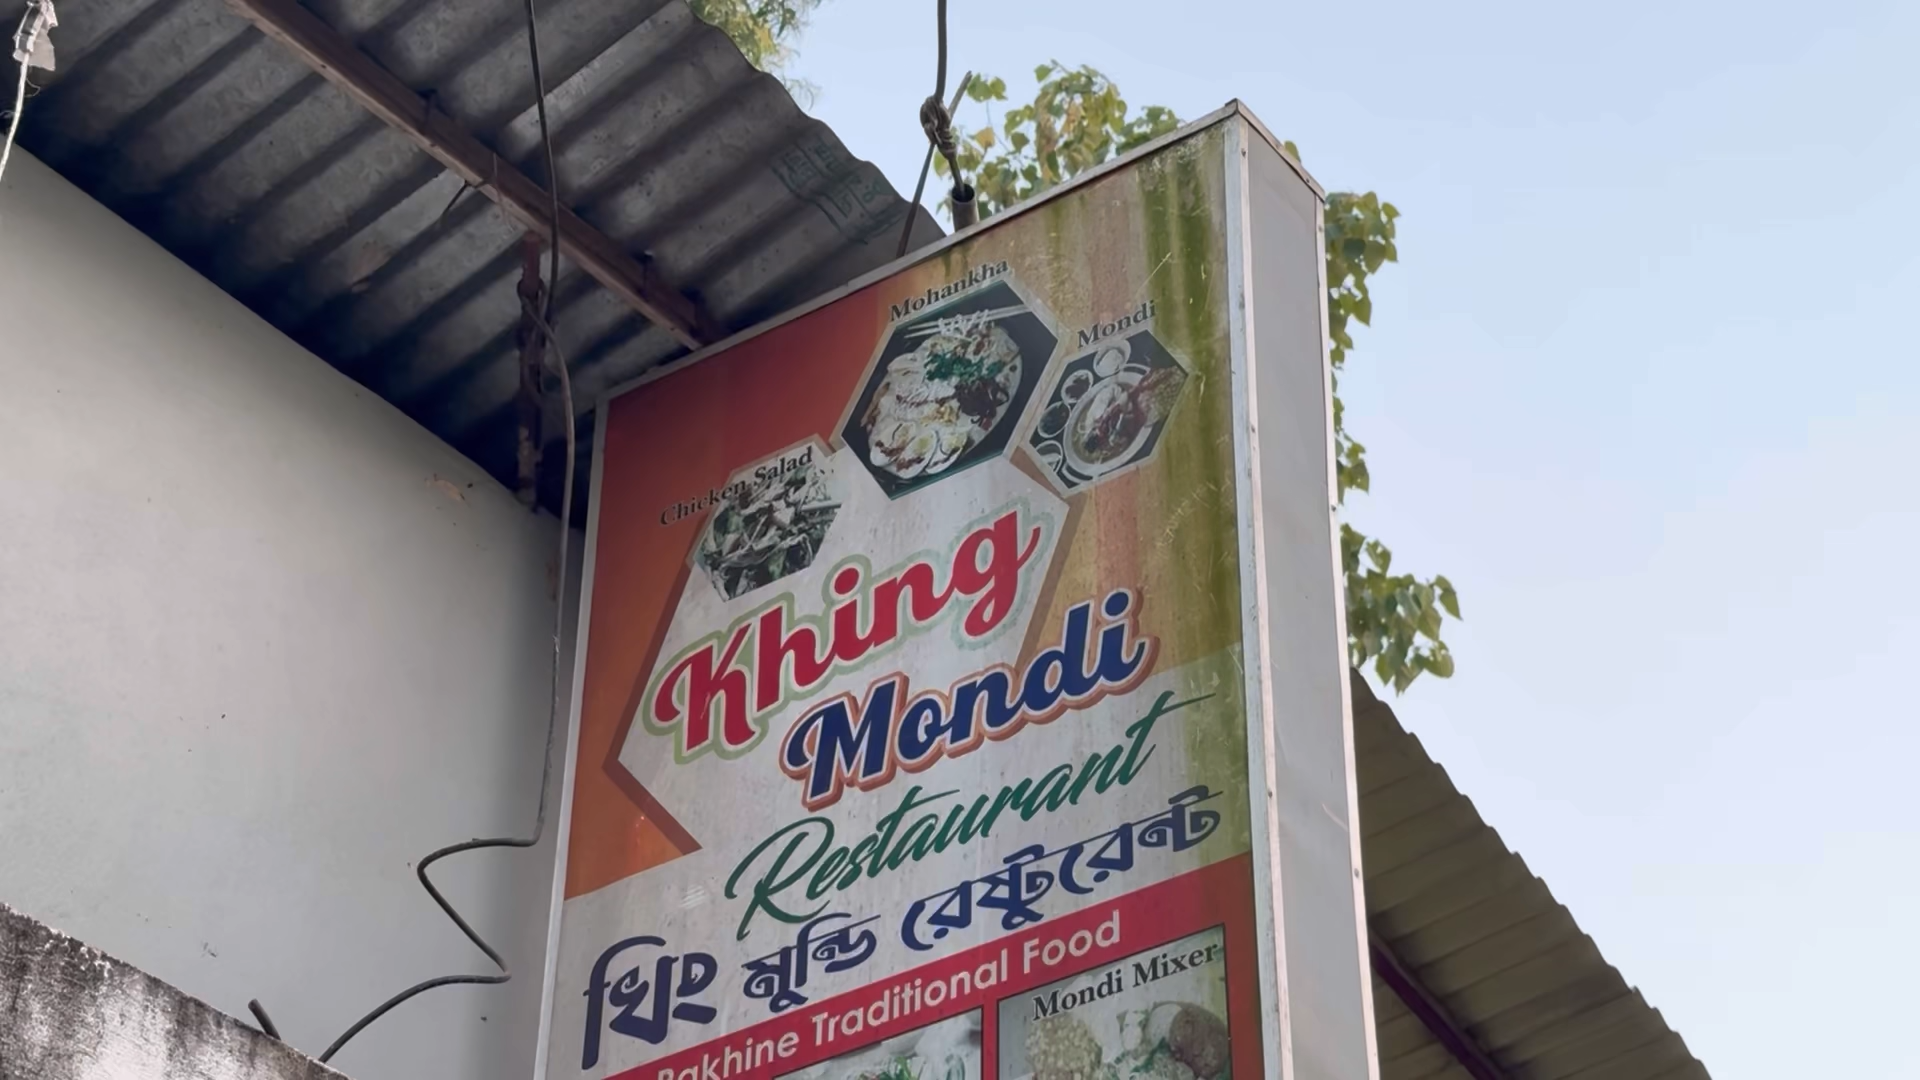 Mohankha
Mondi
Chicken Salad
Khing
Mondi
Restaurant
খিং মুন্ডি রেষ্টুরেন্ট
Rakhine Traditional Food
Mondi Mixer